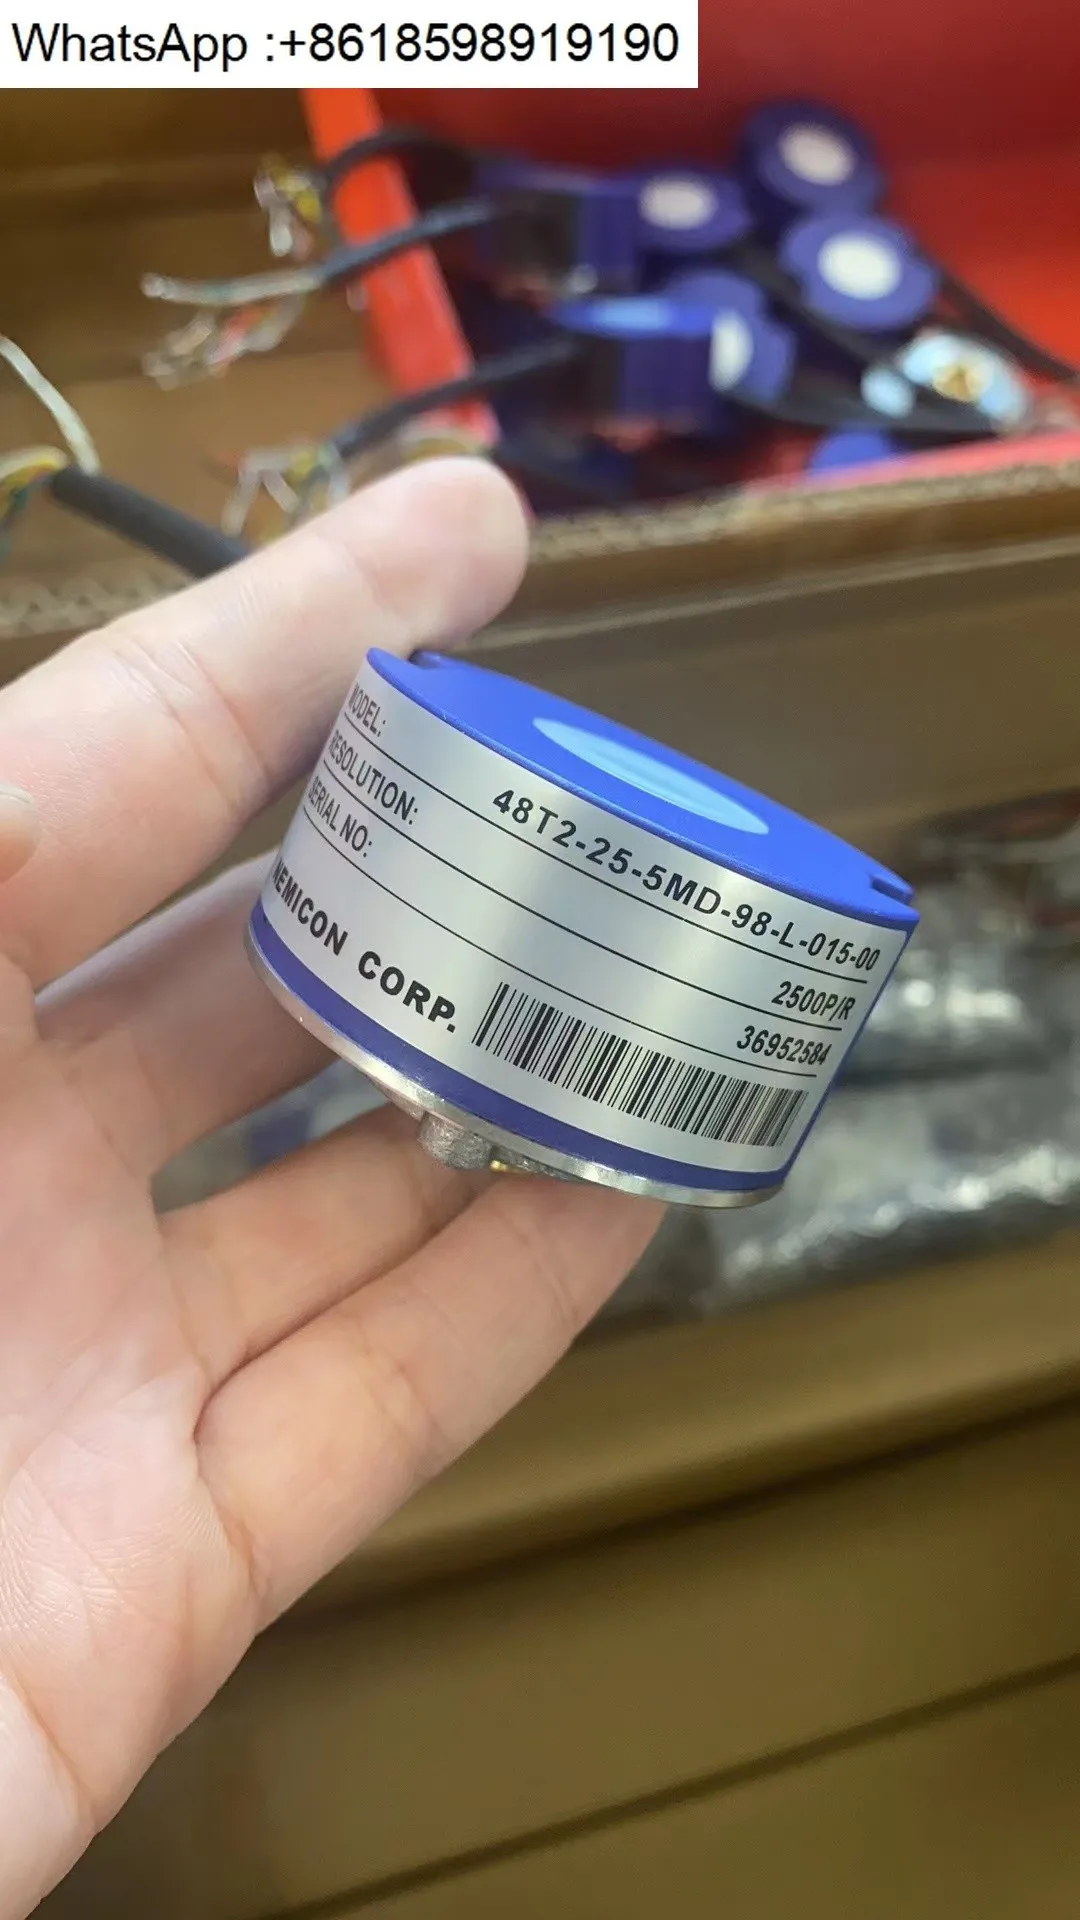 WhatsApp :+8618598919190
MODEL: 48T2-25-5MD-98-L-015-00
RESOLUTION: 2500P/R
SERIAL NO: 36952584
NEMICON CORP.